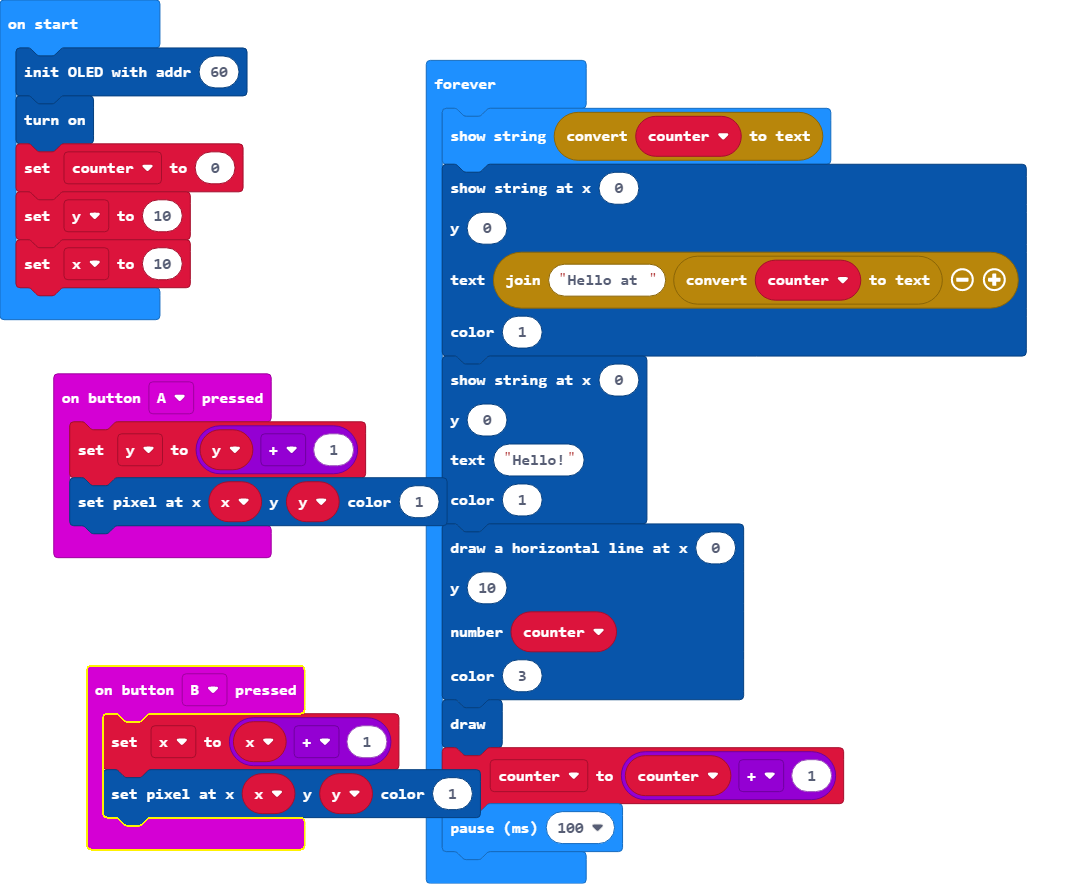 on start
init OLED with addr 60
turn on
set counter to 0
set y to 10
set x to 10
on button A pressed
set y to y + 1
set pixel at x x y y color 1
on button B pressed
set x to x + 1
set pixel at x x y y color 1
forever
show string convert counter to text
show string at x 0
y 0
text join "Hello at " convert counter to text
color 1
show string at x 0
y 0
text "Hello!"
color 1
draw a horizontal line at x 0
y 10
number counter
color 3
draw
counter to counter + 1
pause (ms) 100